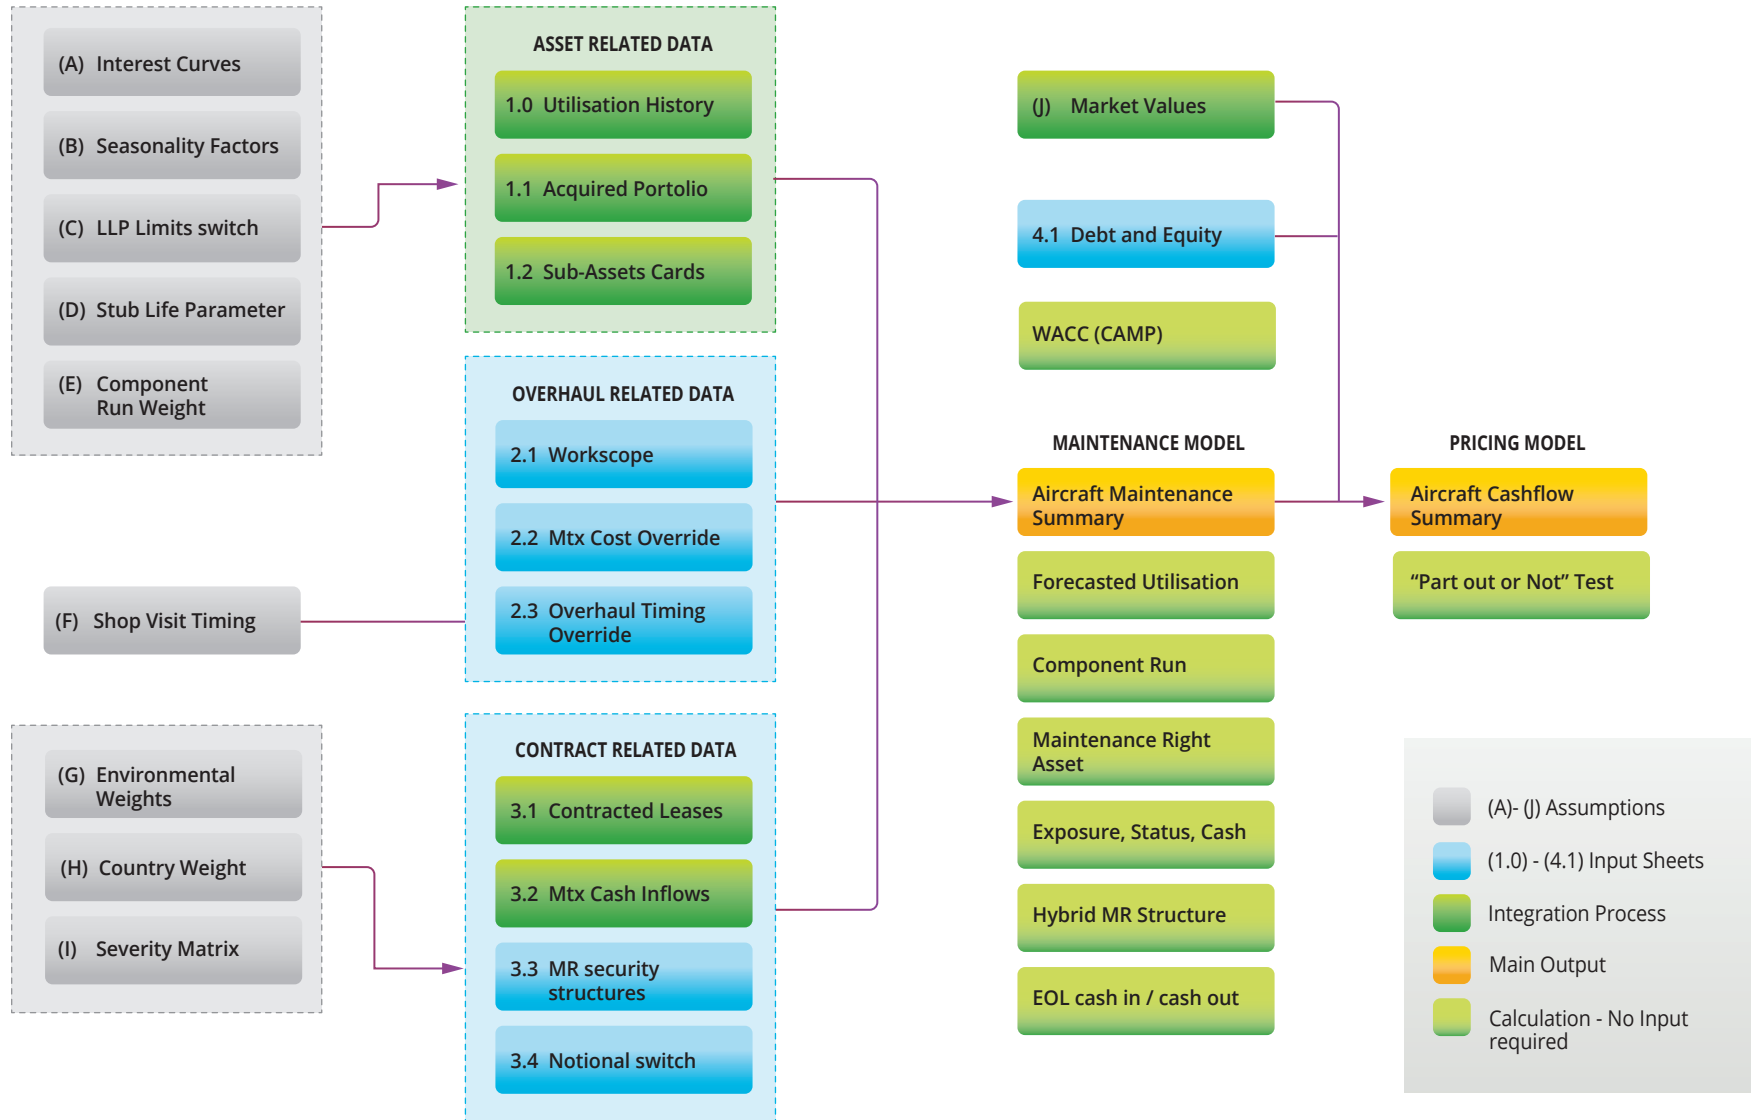 (A) Interest Curves
(B) Seasonality Factors
(C) LLP Limits switch
(D) Stub Life Parameter
(E) Component
Run Weight
(F) Shop Visit Timing
(G) Environmental
Weights
(H) Country Weight
(I) Severity Matrix
ASSET RELATED DATA
1.0 Utilisation History
1.1 Acquired Portolio
1.2 Sub-Assets Cards
OVERHAUL RELATED DATA
2.1 Workscope
2.2 Mtx Cost Override
2.3 Overhaul Timing
Override
CONTRACT RELATED DATA
3.1 Contracted Leases
3.2 Mtx Cash Inflows
3.3 MR security
structures
3.4 Notional switch
(J) Market Values
4.1 Debt and Equity
WACC (CAMP)
MAINTENANCE MODEL
Aircraft Maintenance
Summary
Forecasted Utilisation
Component Run
Maintenance Right
Asset
Exposure, Status, Cash
Hybrid MR Structure
EOL cash in / cash out
PRICING MODEL
Aircraft Cashflow
Summary
“Part out or Not” Test
(A)- (J) Assumptions
(1.0) - (4.1) Input Sheets
Integration Process
Main Output
Calculation - No Input
required